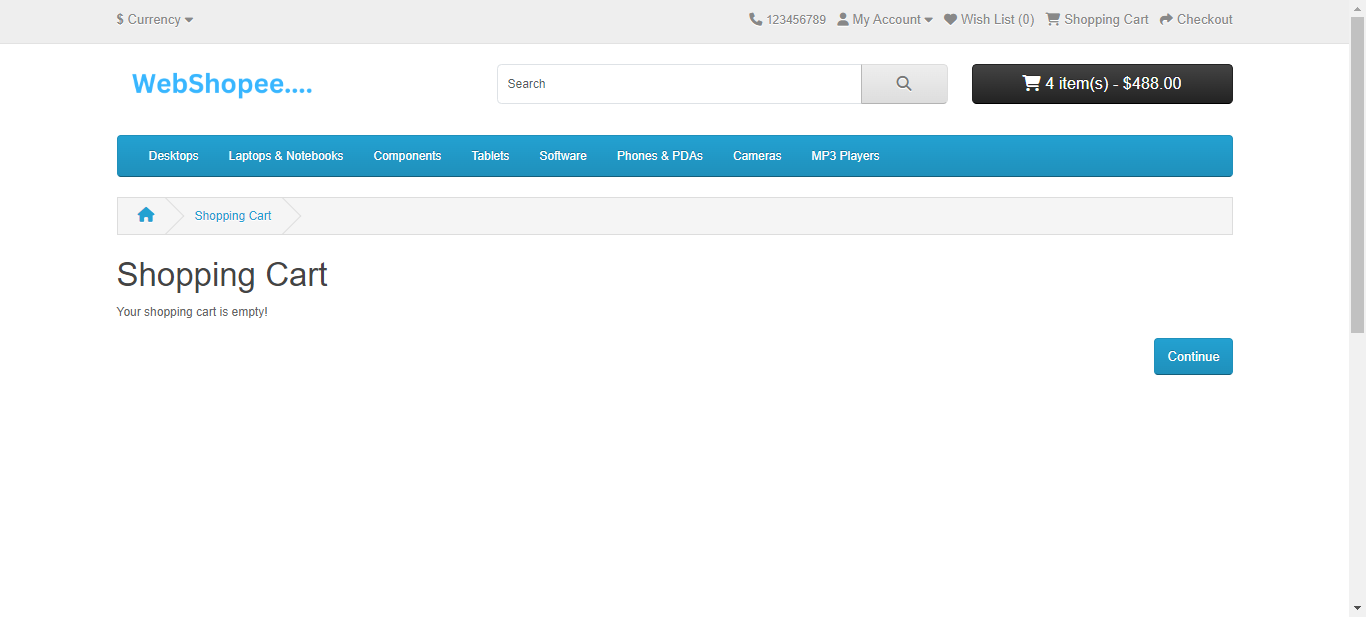 $ Currency
123456789 My Account Wish List (0) Shopping Cart Checkout
WebShopee....
Search
4 item(s) - $488.00
Desktops Laptops & Notebooks Components Tablets Software Phones & PDAs Cameras MP3 Players
Shopping Cart
Shopping Cart
Your shopping cart is empty!
Continue